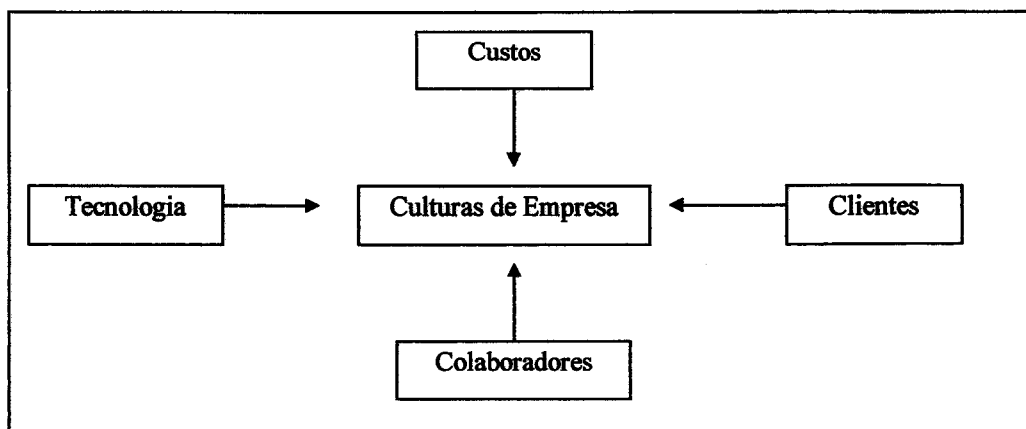 Custos
Tecnologia
Culturas de Empresa
Clientes
Colaboradores